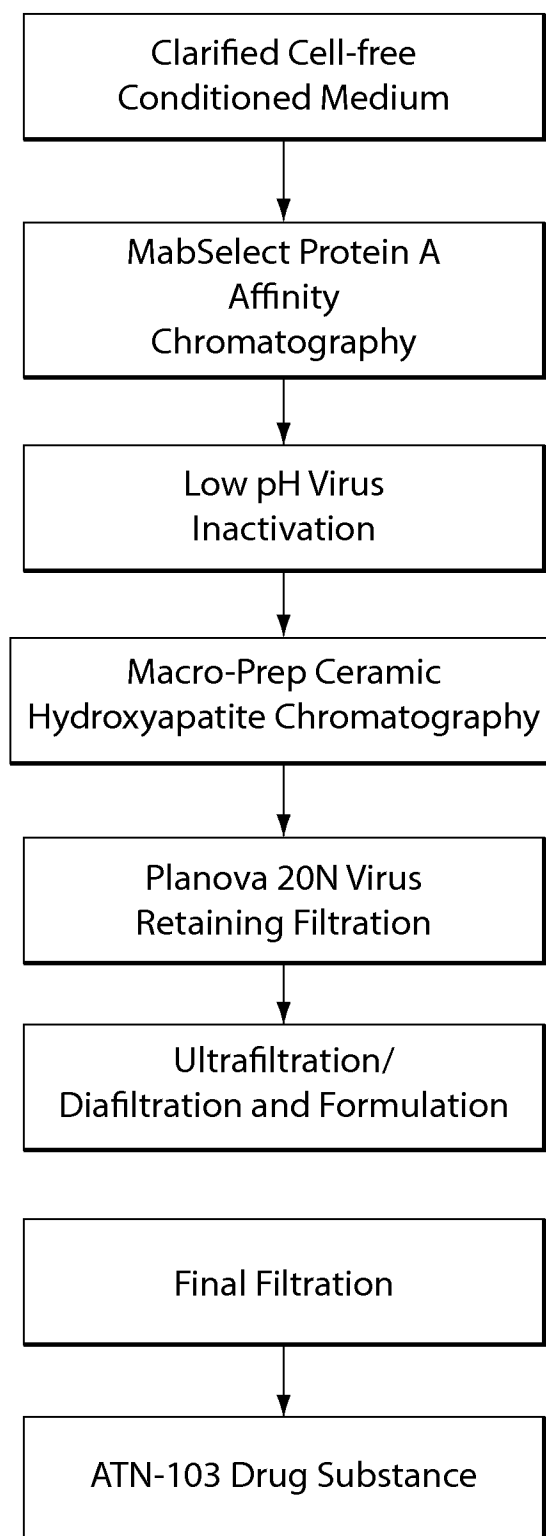 Clarified Cell-free
Conditioned Medium
MabSelect Protein A
Affinity
Chromatography
Low pH Virus
Inactivation
Macro-Prep Ceramic
Hydroxyapatite Chromatography
Planova 20N Virus
Retaining Filtration
Ultrafiltration/
Diafiltration and Formulation
Final Filtration
ATN-103 Drug Substance